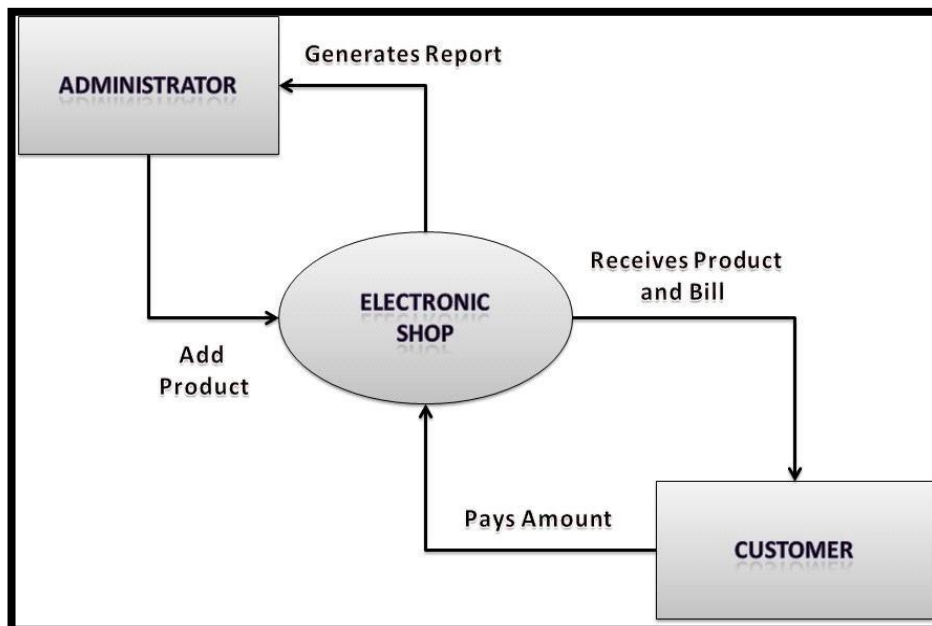 Generates Report
ADMINISTRATOR
Receives Product
and Bill
ELECTRONIC
SHOP
Add
Product
Pays Amount
CUSTOMER